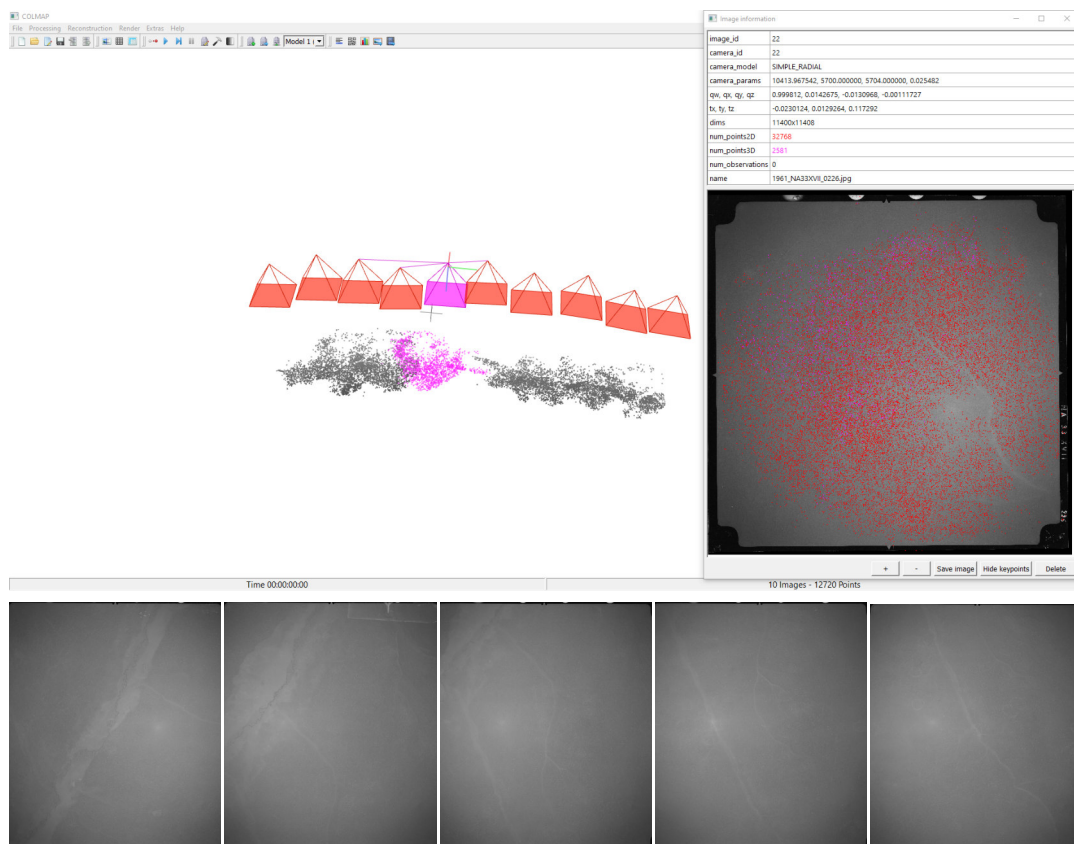 COLMAP
File Processing Reconstruction Render Extras Help
Model 1 (
Time 00:00:00:00
10 Images - 12720 Points
Image information
image_id 22
camera_id 22
camera_model SIMPLE_RADIAL
camera_params 10413.967542, 5700.000000, 5704.000000, 0.025482
qw, qx, qy, qz 0.999812, 0.0142675, -0.0130968, -0.00111727
tx, ty, tz -0.0230124, 0.0129264, 0.117292
dims 11400x11408
num_points2D 32768
num_points3D 2581
num_observations 0
name 1961_NA33XVII_0226.jpg
+ - Save image Hide keypoints Delete